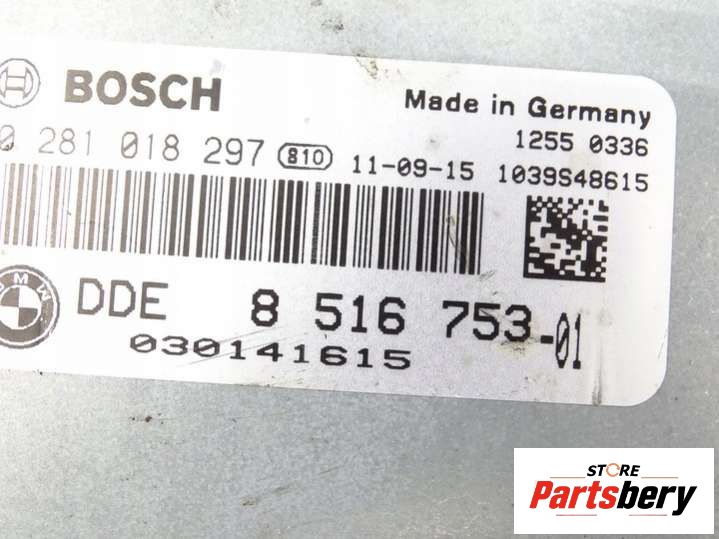 BOSCH
Made in Germany
0 281 018 297 810 11-09-15
1255 0336
1039S48615
BMW
DDE 8 516 753-01
030141615
STORE
Partsbery